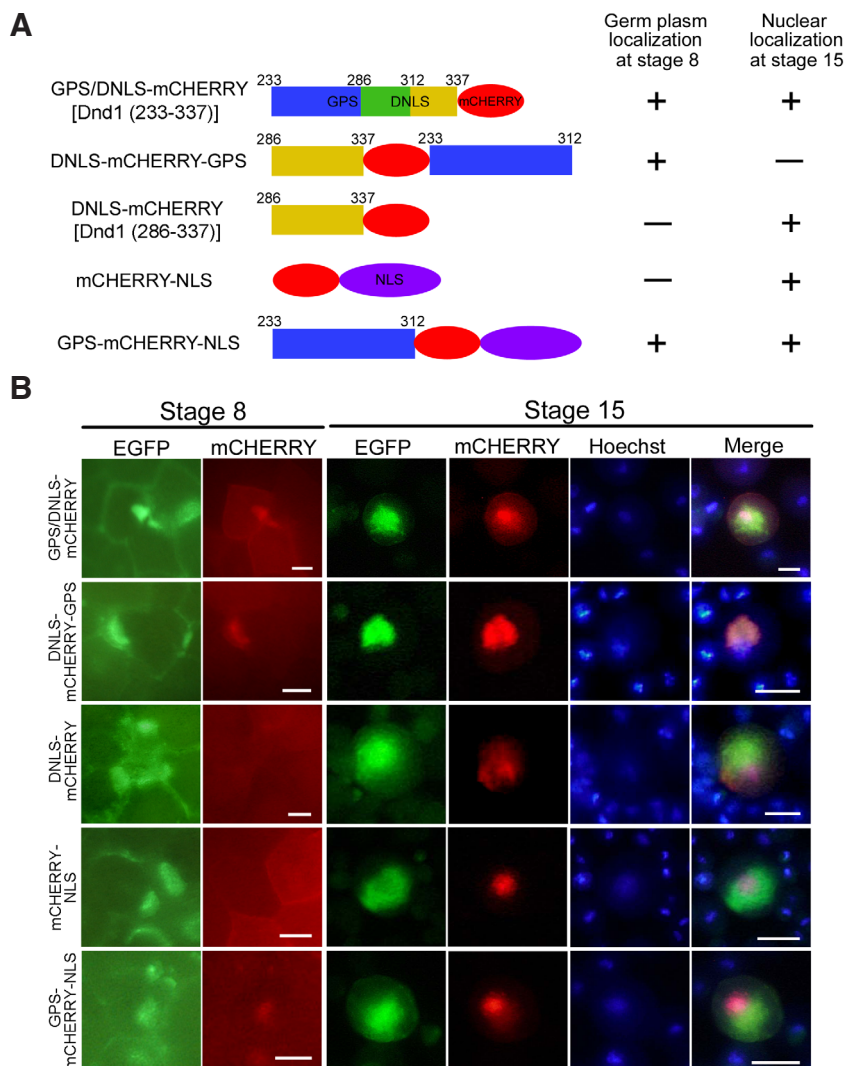 A
Germ plasm
localization
at stage 8
Nuclear
localization
at stage 15
GPS/DNLS-mCHERRY
[Dnd1 (233-337)]
233 286 312 337
GPS DNLS mCHERRY
+ +
DNLS-mCHERRY-GPS
286 337 233 312
+ —
DNLS-mCHERRY
[Dnd1 (286-337)]
286 337
— +
mCHERRY-NLS
NLS
— +
GPS-mCHERRY-NLS
233 312
+ +
B
Stage 8 Stage 15
EGFP mCHERRY EGFP mCHERRY Hoechst Merge
GPS/DNLS-
mCHERRY
DNLS-
mCHERRY-GPS
DNLS-
mCHERRY
mCHERRY-
NLS
GPS-
mCHERRY-NLS